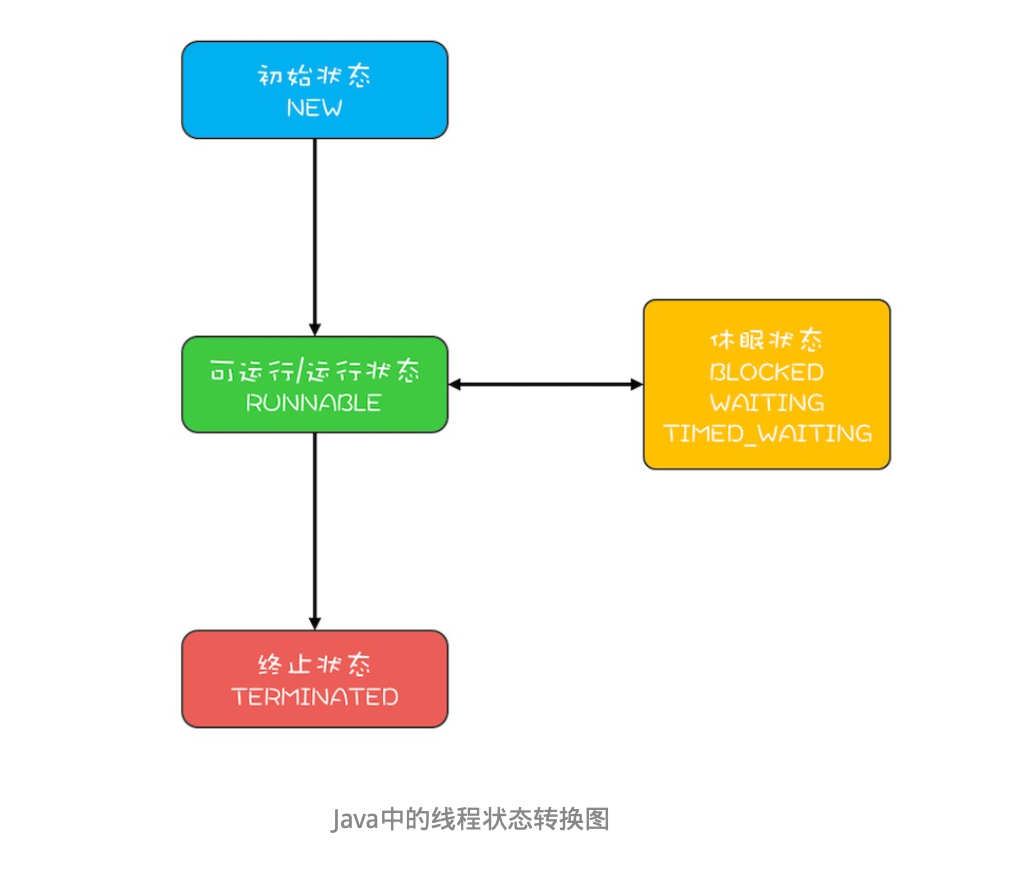 初始状态
NEW
可运行/运行状态
RUNNABLE
休眠状态
BLOCKED
WAITING
TIMED_WAITING
终止状态
TERMINATED
Java中的线程状态转换图